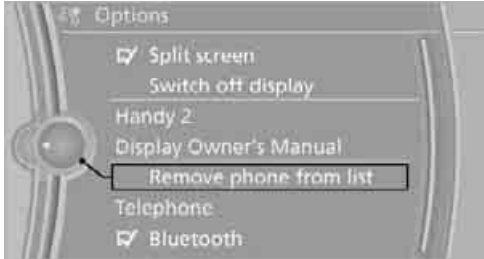 Options
Split screen
Switch off display
Handy 2
Display Owner's Manual
Remove phone from list
Telephone
Bluetooth